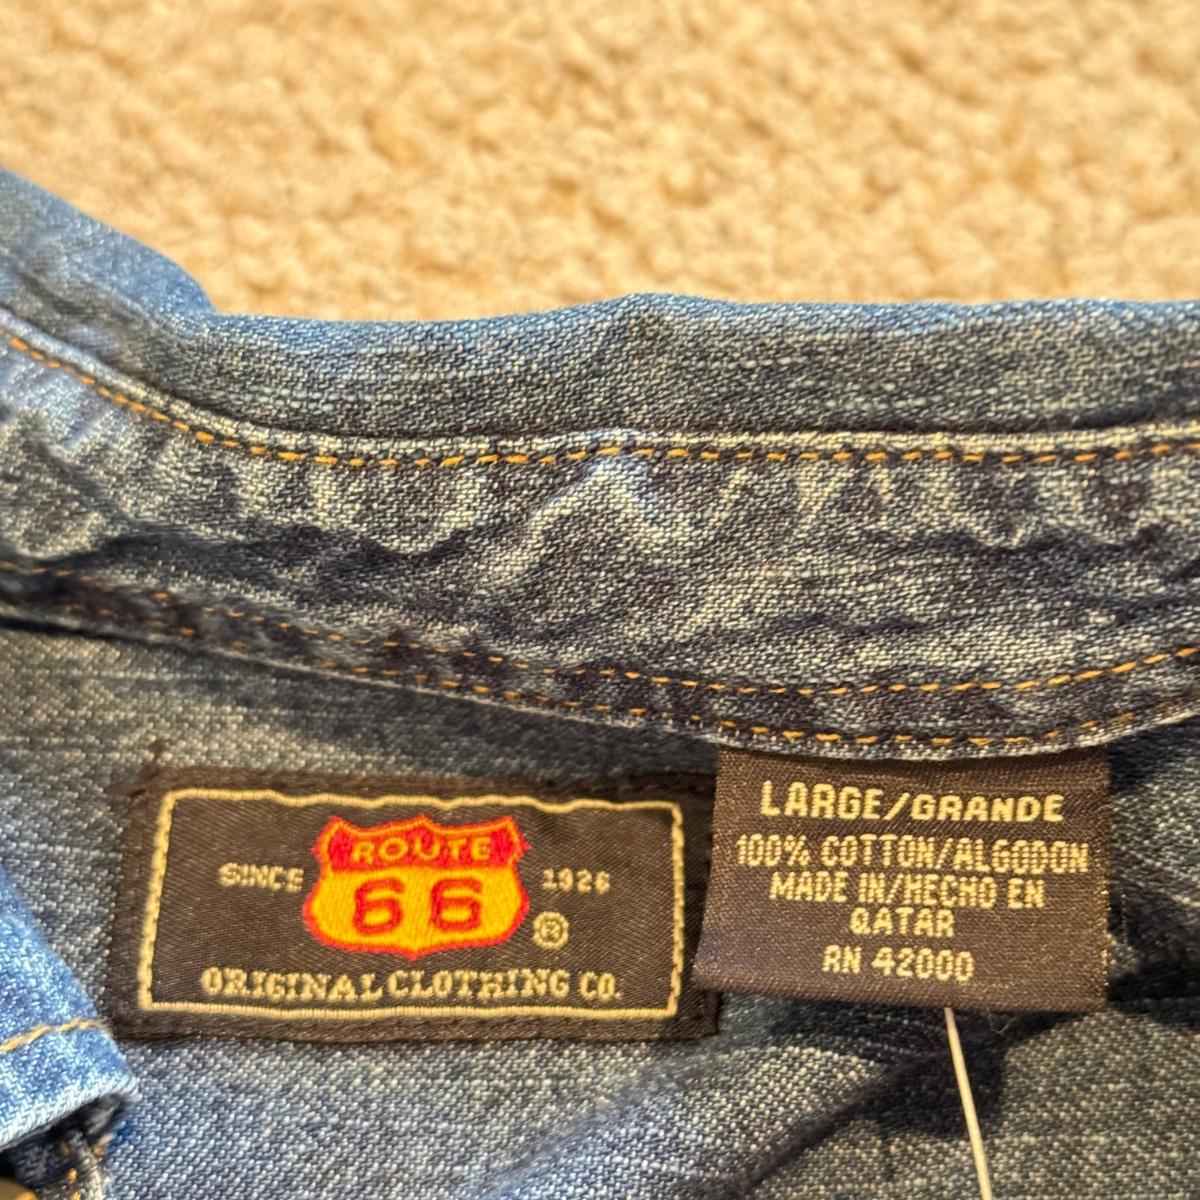 ROUTE
66
SINCE 1926
®
ORIGINAL CLOTHING CO.
LARGE/GRANDE
100% COTTON/ALGODON
MADE IN/HECHO EN
QATAR
RN 42000